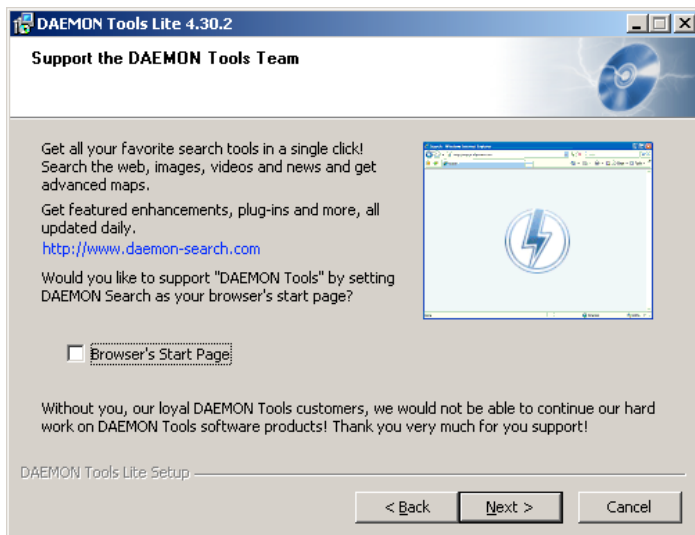 DAEMON Tools Lite 4.30.2
Support the DAEMON Tools Team
Get all your favorite search tools in a single click!
Search the web, images, videos and news and get
advanced maps.
Get featured enhancements, plug-ins and more, all
updated daily.
http://www.daemon-search.com
Would you like to support "DAEMON Tools" by setting
DAEMON Search as your browser's start page?
Browser's Start Page
Without you, our loyal DAEMON Tools customers, we would not be able to continue our hard
work on DAEMON Tools software products! Thank you very much for you support!
DAEMON Tools Lite Setup
< Back
Next >
Cancel